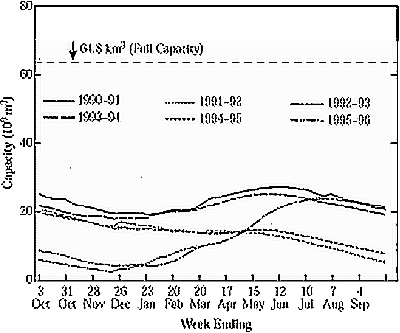 80
60
40
20
0
Capacity (10⁹ m³)
64.8 km³ (Full Capacity)
1990–91
1991–92
1992–93
1993–94
1994–95
1995–96
3 31 28 26 23 20 20 17 15 12 10 7 4
Oct Oct Nov Dec Jan Feb Mar Apr May Jun Jul Aug Sep
Week Ending